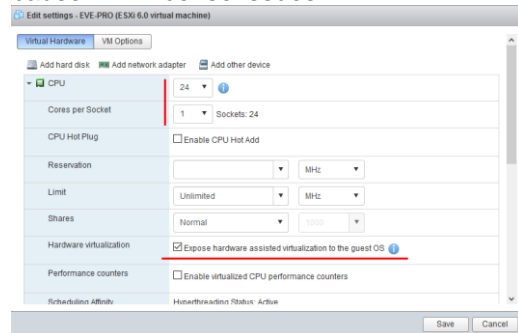 Edit settings - EVE-PRO (ESXi 6.0 virtual machine)
Virtual Hardware VM Options
Add hard disk Add network adapter Add other device
CPU 24
Cores per Socket 1 Sockets: 24
CPU Hot Plug Enable CPU Hot Add
Reservation MHz
Limit Unlimited MHz
Shares Normal 1000
Hardware virtualization Expose hardware assisted virtualization to the guest OS
Performance counters Enable virtualized CPU performance counters
Scheduling Affinity Hyperthreading Status: Active
Save Cancel